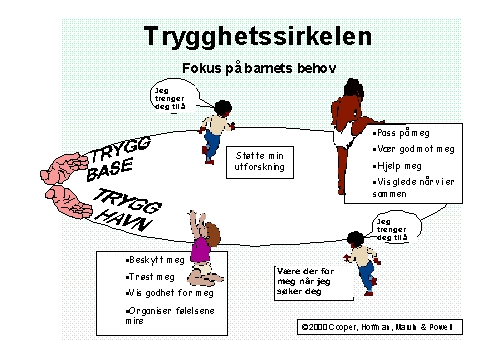 Trygghetssirkelen
Fokus på barnets behov
Jeg
trenger
deg til å
TRYGG
BASE
Støtte min
utforskning
•Pass på meg
•Vær god mot meg
•Hjelp meg
•Vis glede når vi er
sammen
TRYGG
HAVN
Jeg
trenger
deg til å
•Beskytt meg
•Trøst meg
•Vis godhet for meg
•Organiser følelsene
mine
Være der for
meg når jeg
søker deg
©2000 Cooper, Hoffman, Marvin & Powell